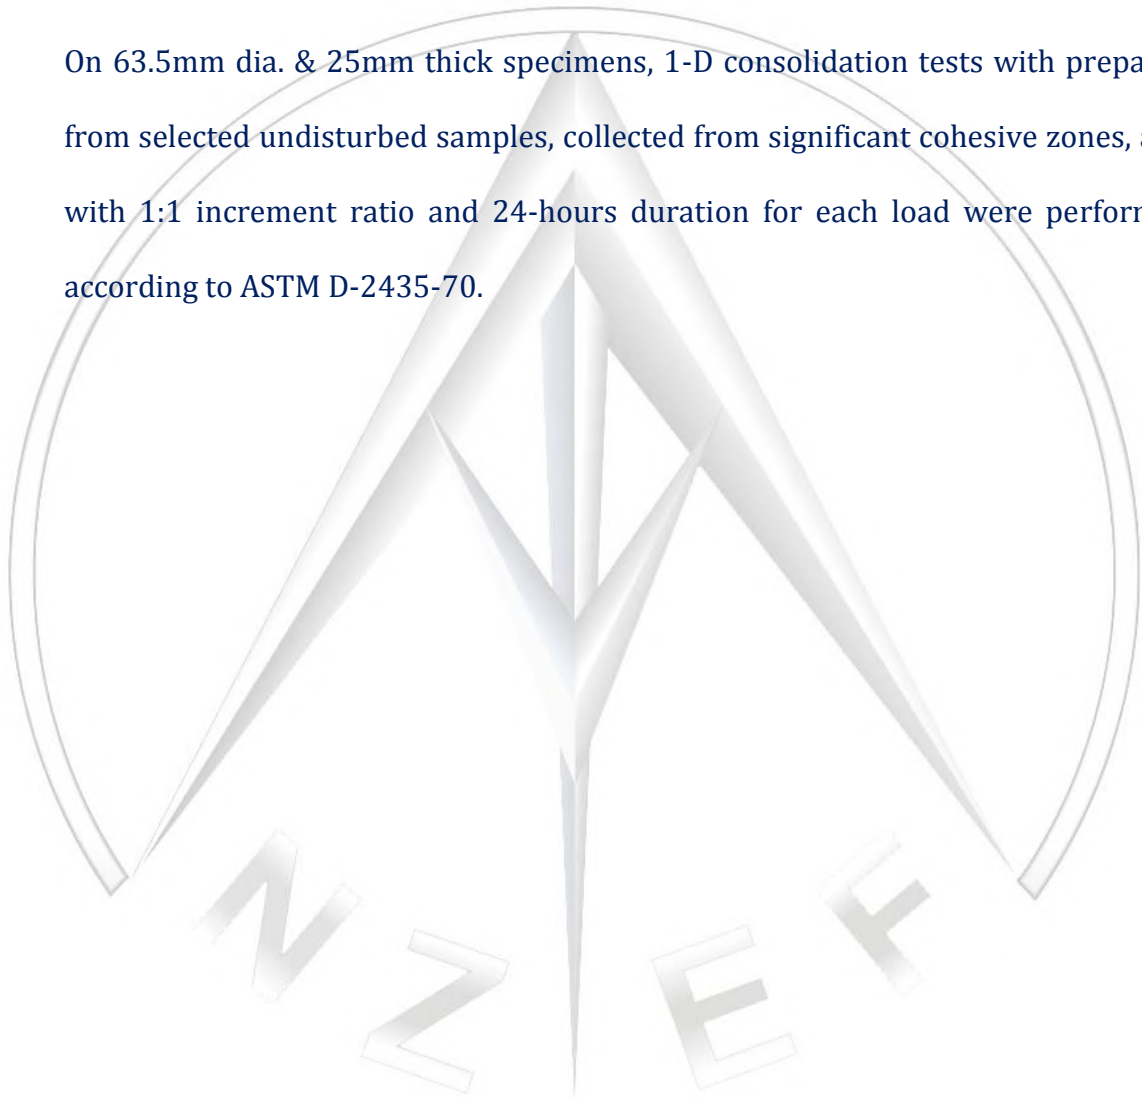 On 63.5mm dia. & 25mm thick specimens, 1-D consolidation tests with prepa
from selected undisturbed samples, collected from significant cohesive zones,
with 1:1 increment ratio and 24-hours duration for each load were perform
according to ASTM D-2435-70.
N Z E F